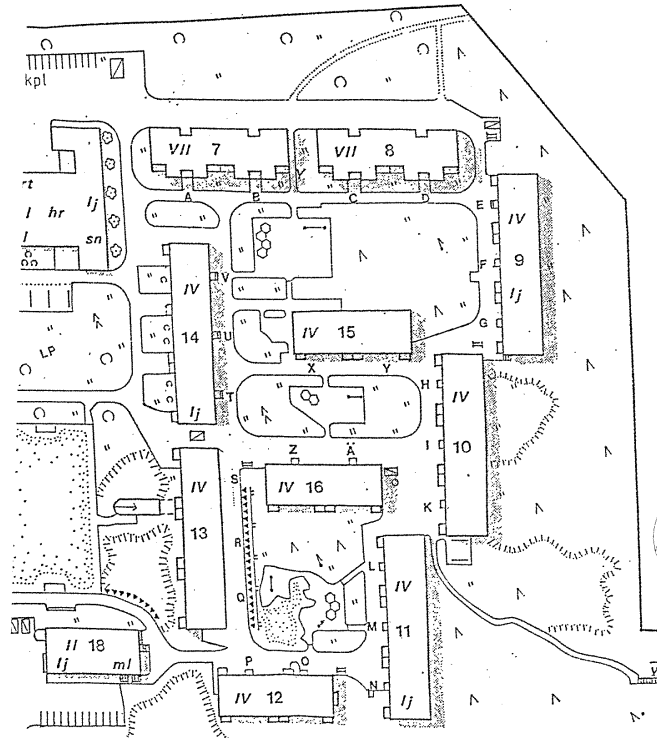 kpl
VII 7
VII 8
Y
rt
I hr
I
lj
sn
A
B
C
D
E
IV
9
F
lj
G
IV
14
V
U
T
lj
LP
IV 15
X
Y
H
IV
10
I
K
Z
Ä
S
IV 16
O
IV
13
R
Q
L
IV
11
M
N
lj
II 18
lj ml
P
O
IV 12